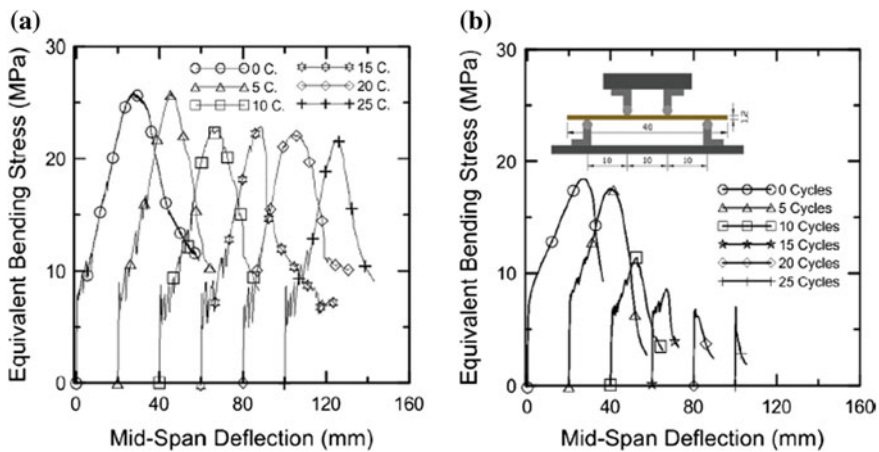 (a)
Equivalent Bending Stress (MPa)
30
20
10
0
0 C.
5 C.
10 C.
15 C.
20 C.
25 C.
0
40
80
120
160
Mid-Span Deflection (mm)
(b)
Equivalent Bending Stress (MPa)
30
20
10
0
1.2
40
10
10
10
0 Cycles
5 Cycles
10 Cycles
15 Cycles
20 Cycles
25 Cycles
0
40
80
120
160
Mid-Span Deflection (mm)